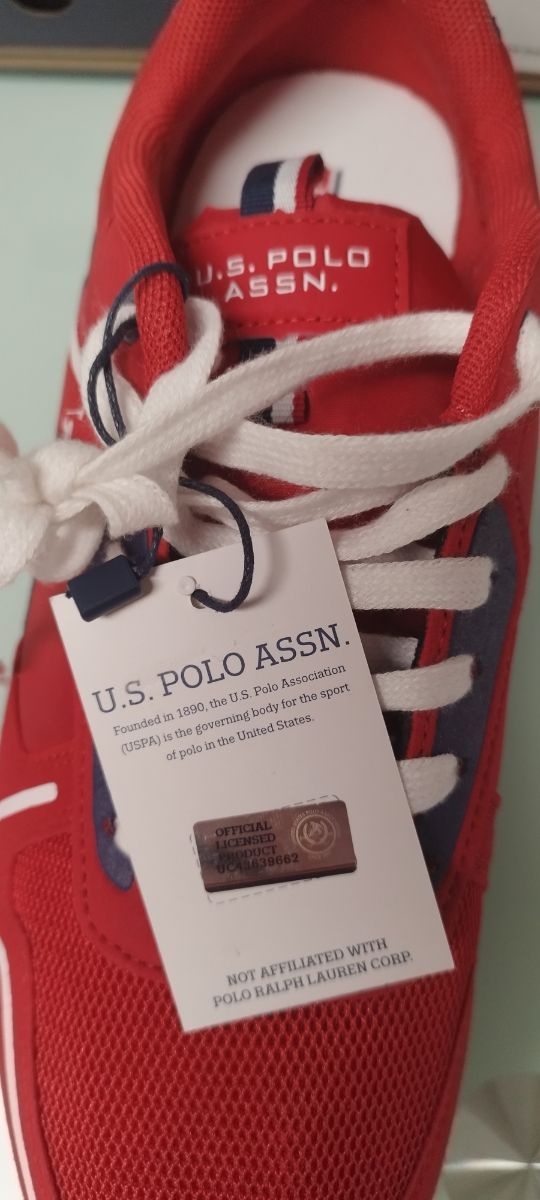 U.S. POLO
ASSN.
U.S. POLO ASSN.
Founded in 1890, the U.S. Polo Association
(USPA) is the governing body for the sport
of polo in the United States.
OFFICIAL
LICENSED
PRODUCT
UC43639662
NOT AFFILIATED WITH
POLO RALPH LAUREN CORP.